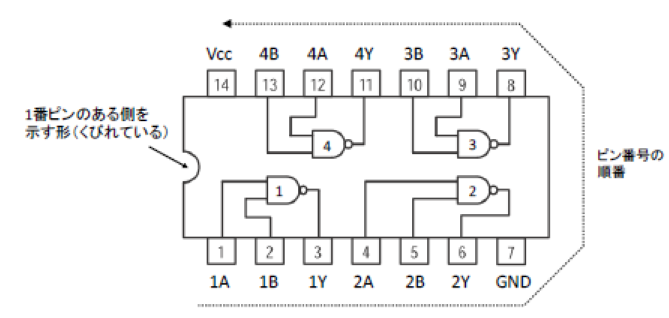 Vcc 4B 4A 4Y 3B 3A 3Y
14 13 12 11 10 9 8
1番ピンのある側を
示す形(くびれている)
4 3
ピン番号の
順番
1 2
1 2 3 4 5 6 7
1A 1B 1Y 2A 2B 2Y GND